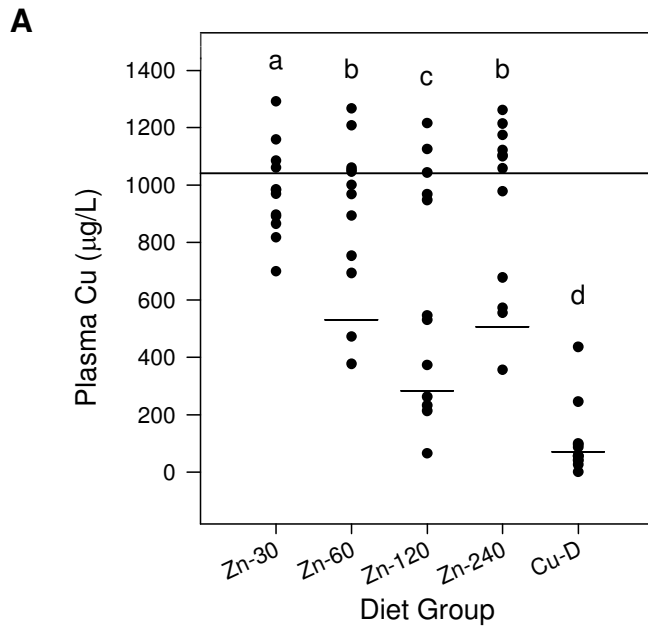 A
Plasma Cu (µg/L)
1400
1200
1000
800
600
400
200
0
a
b
c
b
d
Zn-30
Zn-60
Zn-120
Zn-240
Cu-D
Diet Group